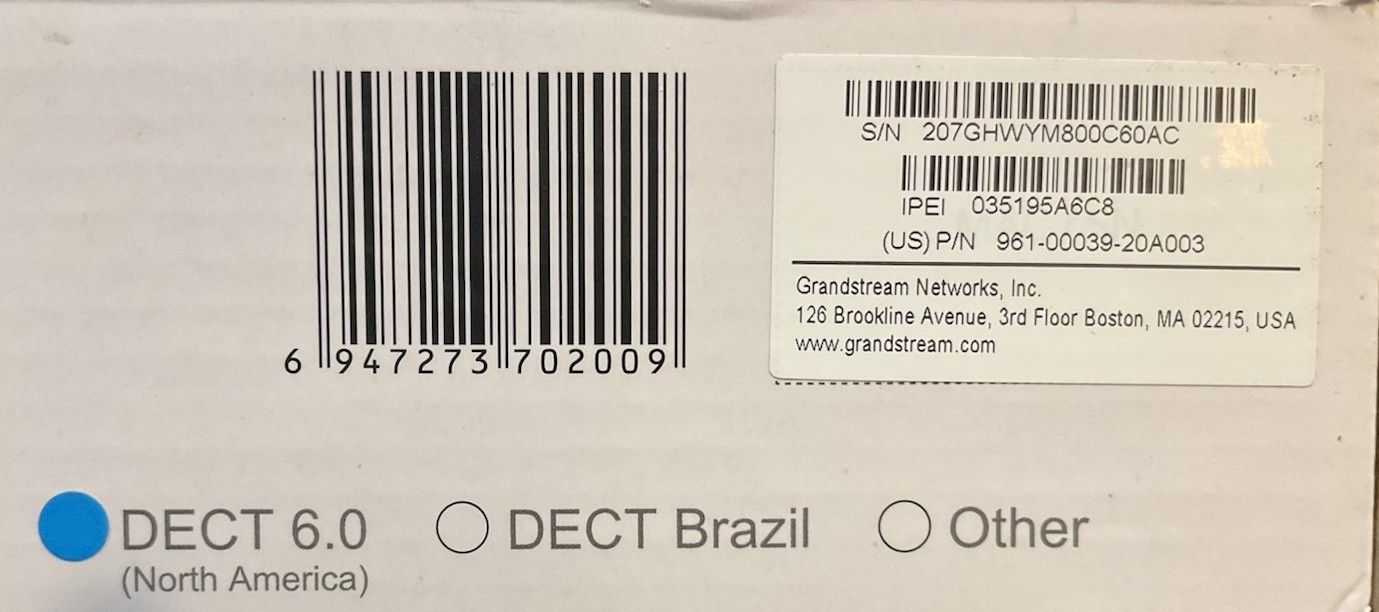 6 947273 702009
S/N 207GHWYM800C60AC
IPEI 035195A6C8
(US) P/N 961-00039-20A003
Grandstream Networks, Inc.
126 Brookline Avenue, 3rd Floor Boston, MA 02215, USA
www.grandstream.com
DECT 6.0 DECT Brazil Other
(North America)